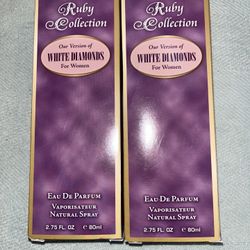 Ruby
Collection
Our Version of
WHITE DIAMONDS
For Women
EAU DE PARFUM
VAPORISATEUR
NATURAL SPRAY
2.75 FL. OZ ℮ 80ml
Ruby
Collection
Our Version of
WHITE DIAMONDS
For Women
EAU DE PARFUM
VAPORISATEUR
NATURAL SPRAY
2.75 FL. OZ ℮ 80ml